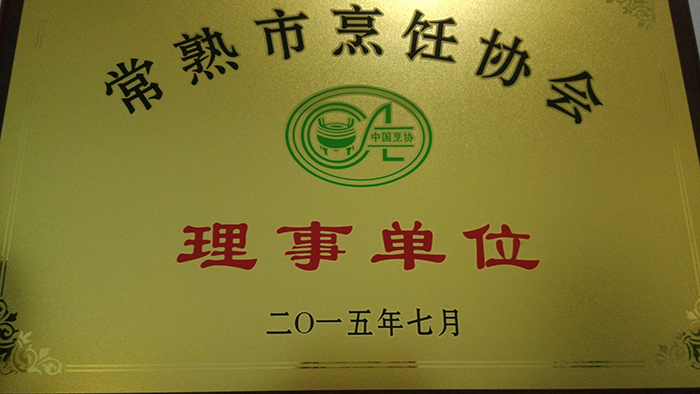 常熟市烹饪协会
中国烹协
理事单位
二〇一五年七月